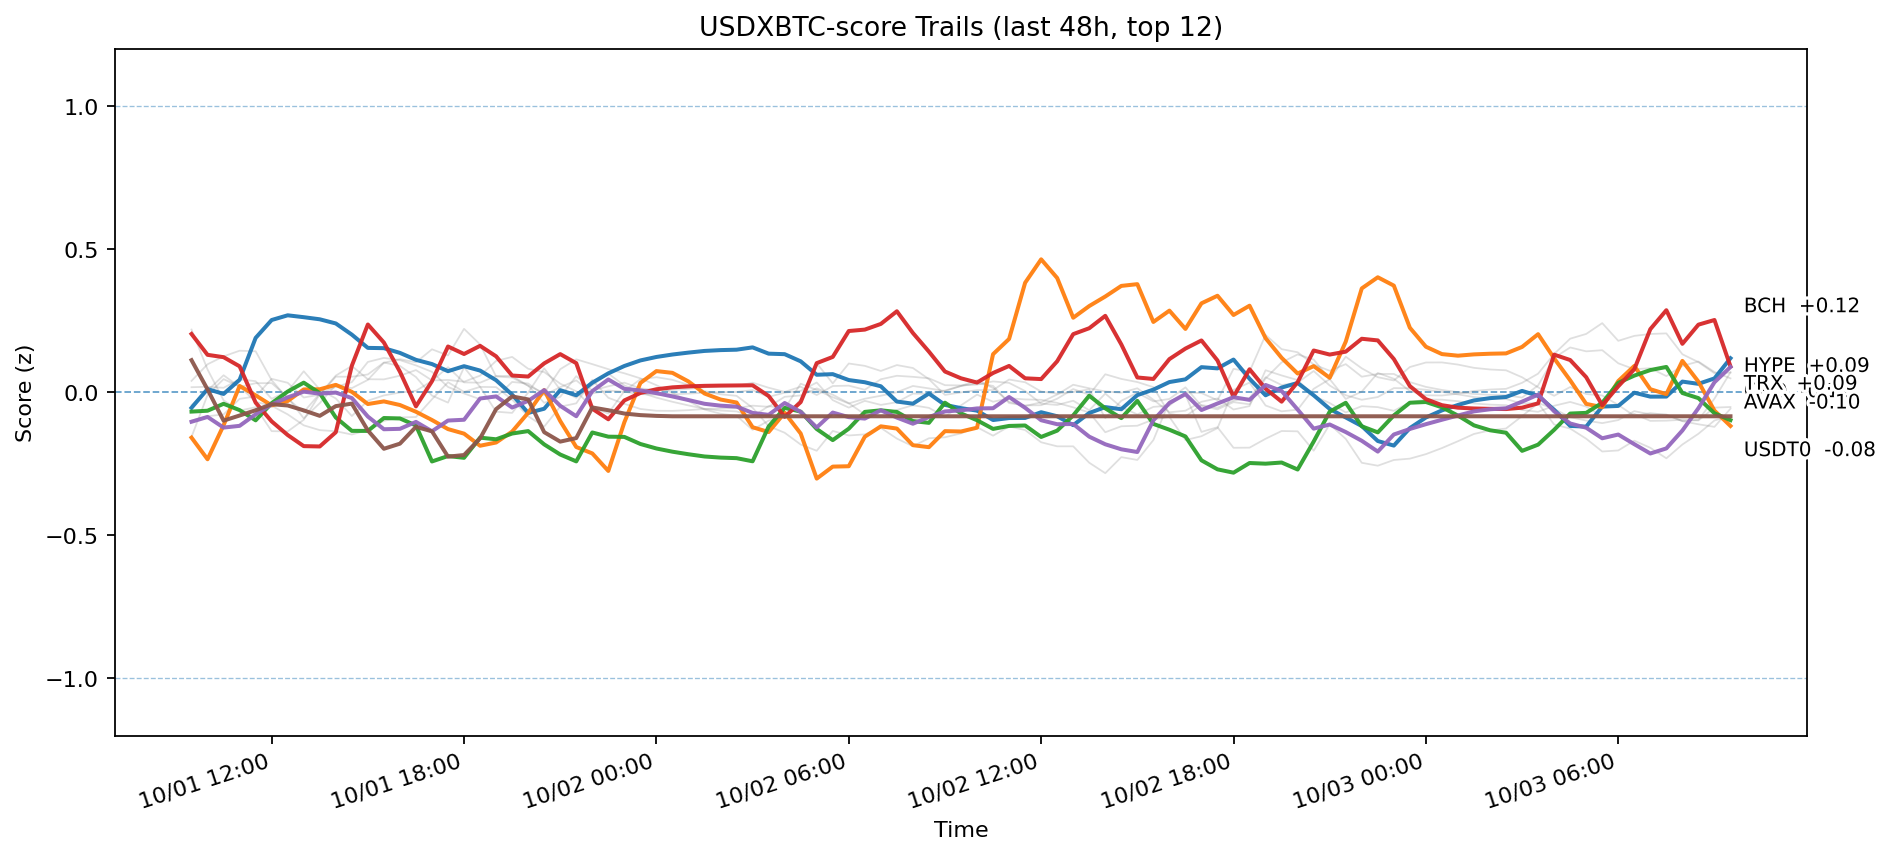 USDXBTC-score Trails (last 48h, top 12)
1.0
0.5
0.0
−0.5
−1.0
Score (z)
BCH +0.12
HYPE +0.09
TRX +0.09
AVAX -0.10
USDT0 -0.08
10/01 12:00
10/01 18:00
10/02 00:00
10/02 06:00
10/02 12:00
10/02 18:00
10/03 00:00
10/03 06:00
Time